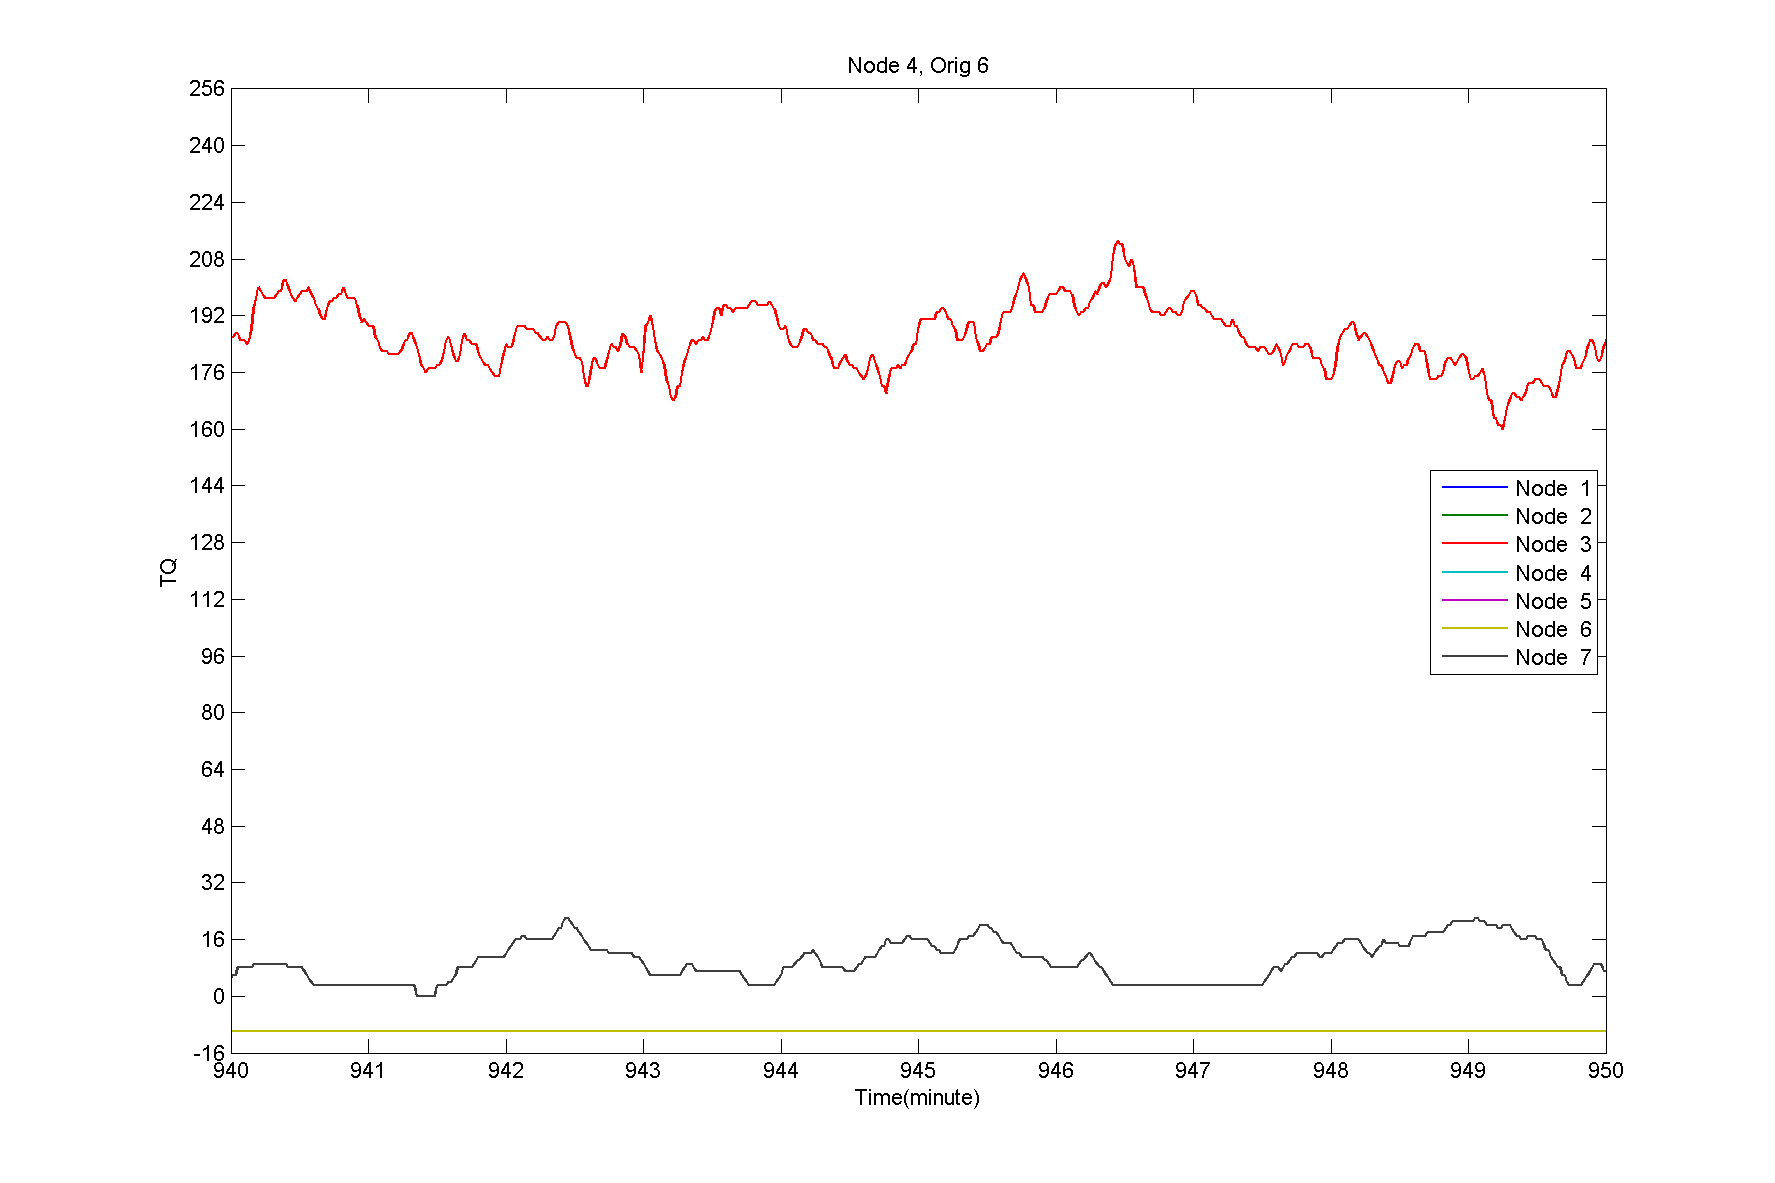 Node 4, Orig 6
256
240
224
208
192
176
160
144
128
112
96
80
64
48
32
16
0
-16
TQ
Node 1
Node 2
Node 3
Node 4
Node 5
Node 6
Node 7
940 941 942 943 944 945 946 947 948 949 950
Time(minute)